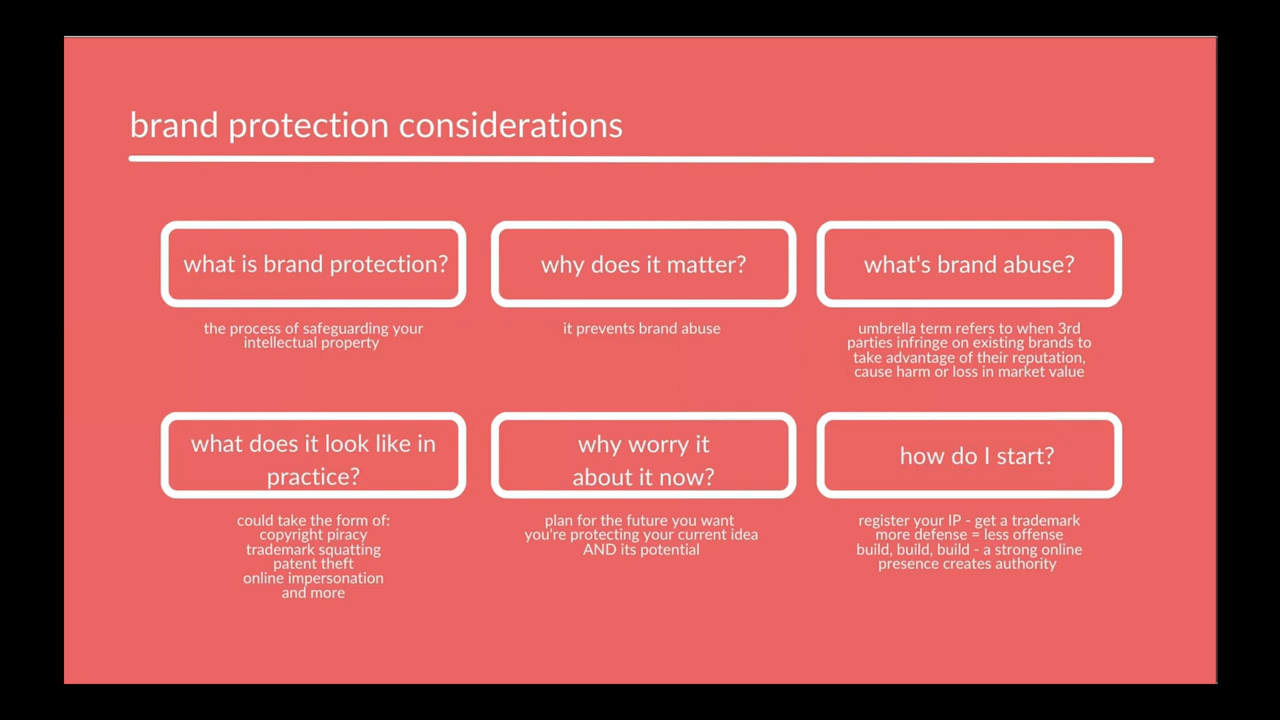 brand protection considerations
what is brand protection?
the process of safeguarding your
intellectual property
why does it matter?
it prevents brand abuse
what's brand abuse?
umbrella term refers to when 3rd
parties infringe on existing brands to
take advantage of their reputation,
cause harm or loss in market value
what does it look like in
practice?
could take the form of:
copyright piracy
trademark squatting
patent theft
online impersonation
and more
why worry it
about it now?
plan for the future you want
you're protecting your current idea
AND its potential
how do I start?
register your IP - get a trademark
more defense = less offense
build, build, build - a strong online
presence creates authority